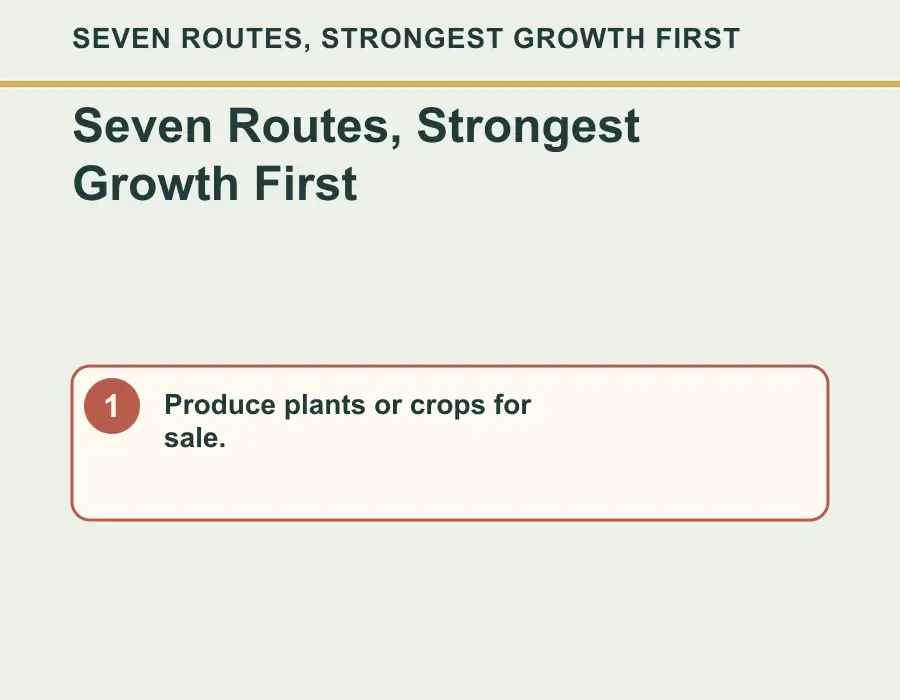 SEVEN ROUTES, STRONGEST GROWTH FIRST
Seven Routes, Strongest
Growth First
1
Produce plants or crops for
sale.